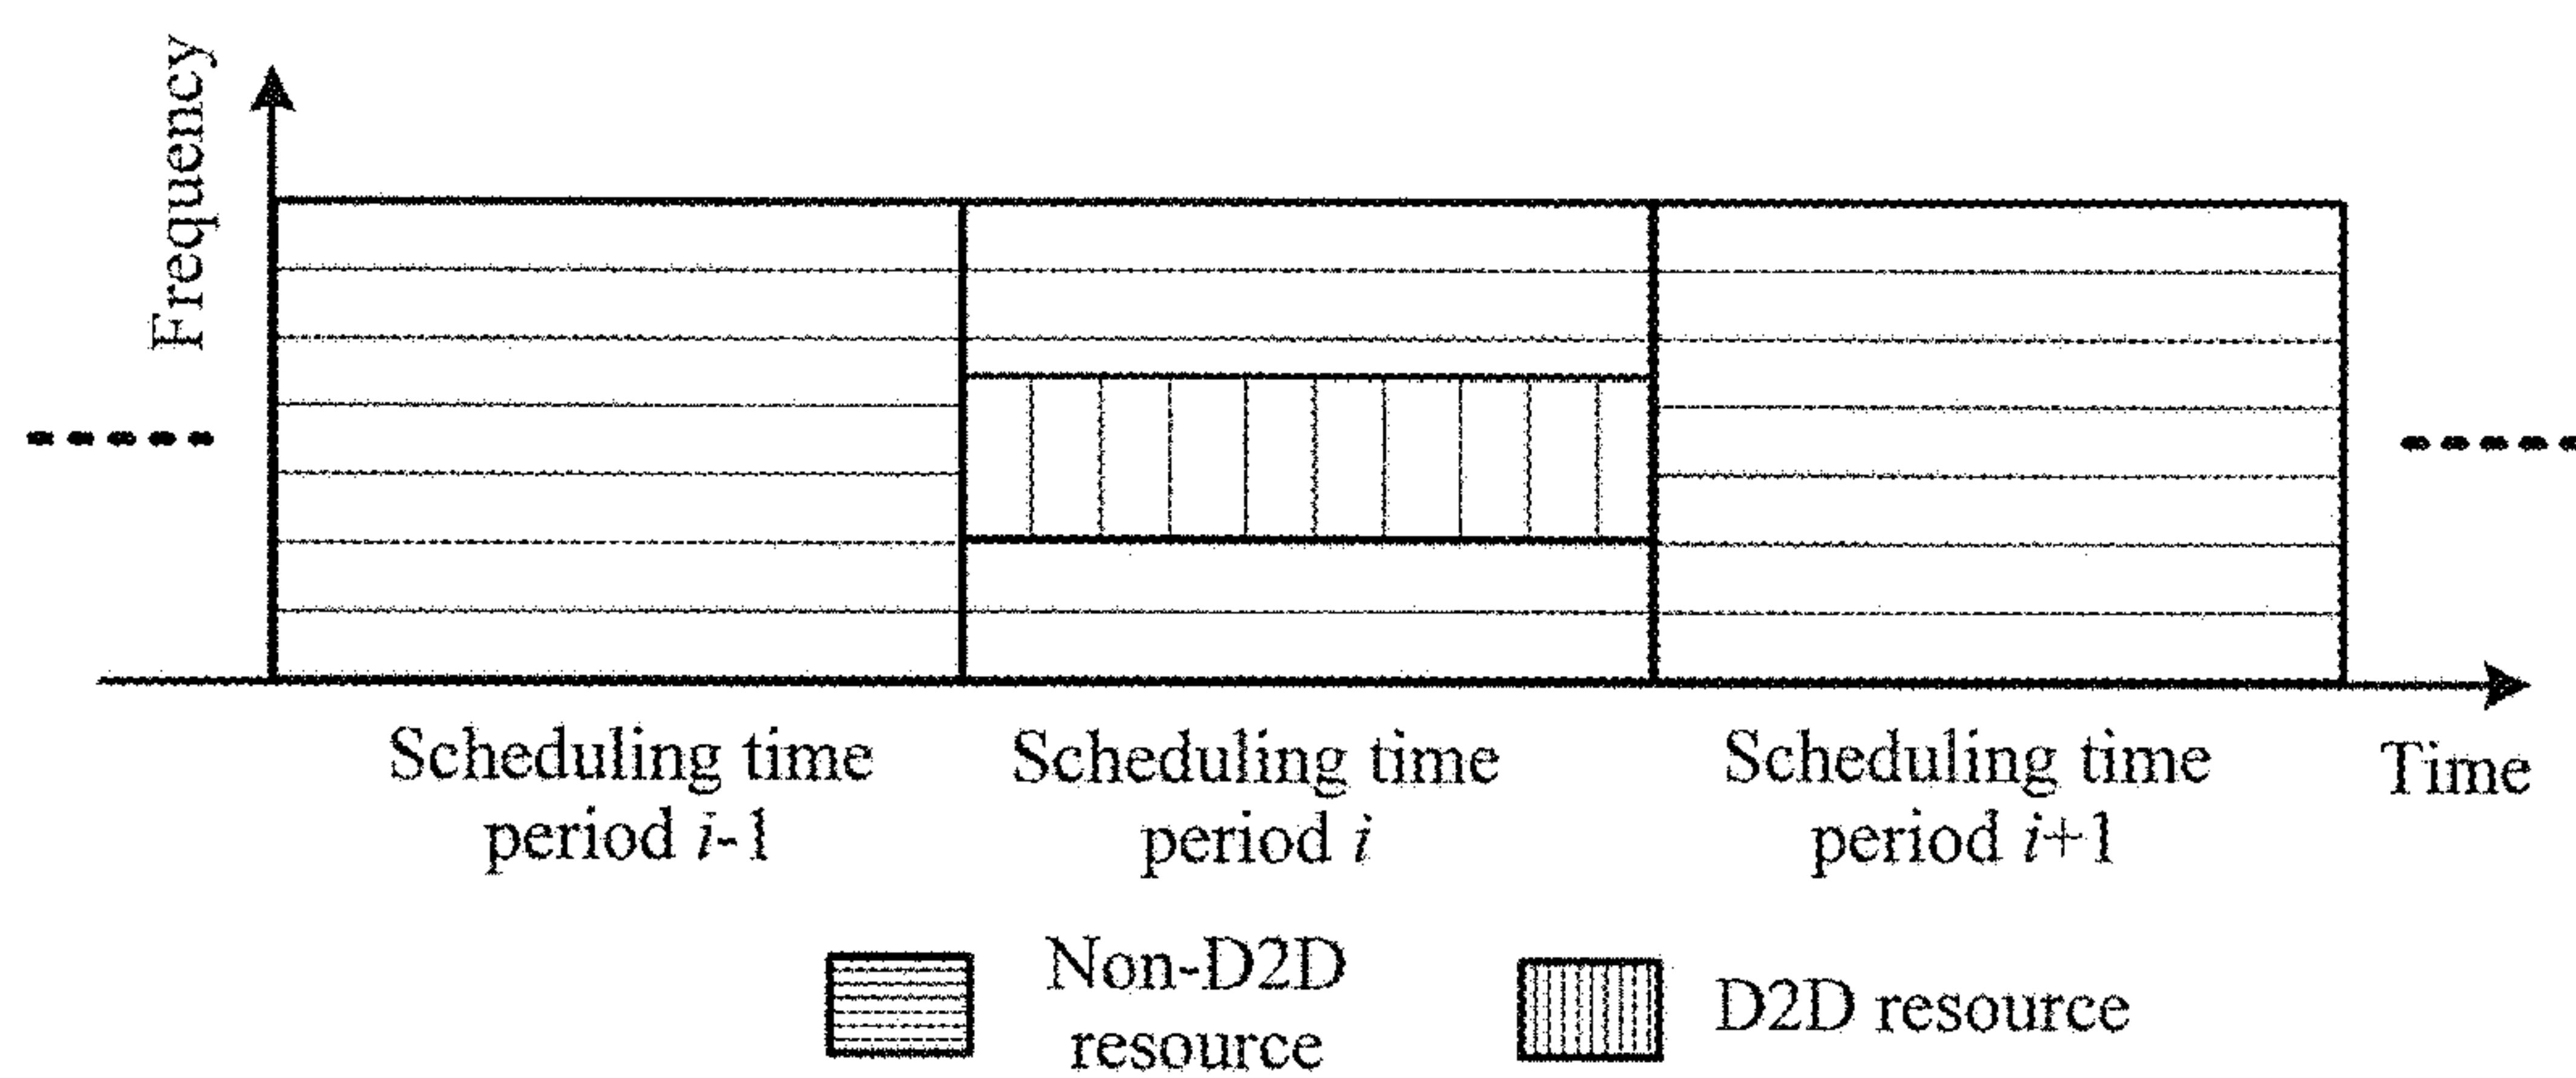 Frequency
Scheduling time
period i-1
Scheduling time
period i
Scheduling time
period i+1
Time
Non-D2D
resource
D2D resource